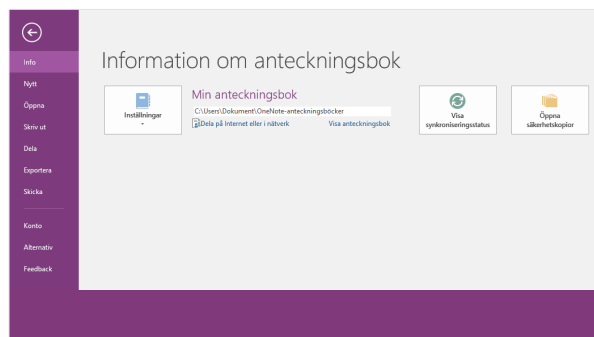 Info
Nytt
Öppna
Skriv ut
Dela
Exportera
Skicka
Konto
Alternativ
Feedback
Information om anteckningsbok
Inställningar
Min anteckningsbok
C:\Users\Dokument\OneNote-anteckningsböcker
Dela på Internet eller i nätverk Visa anteckningsbok
Visa
synkroniseringsstatus
Öppna
säkerhetskopior